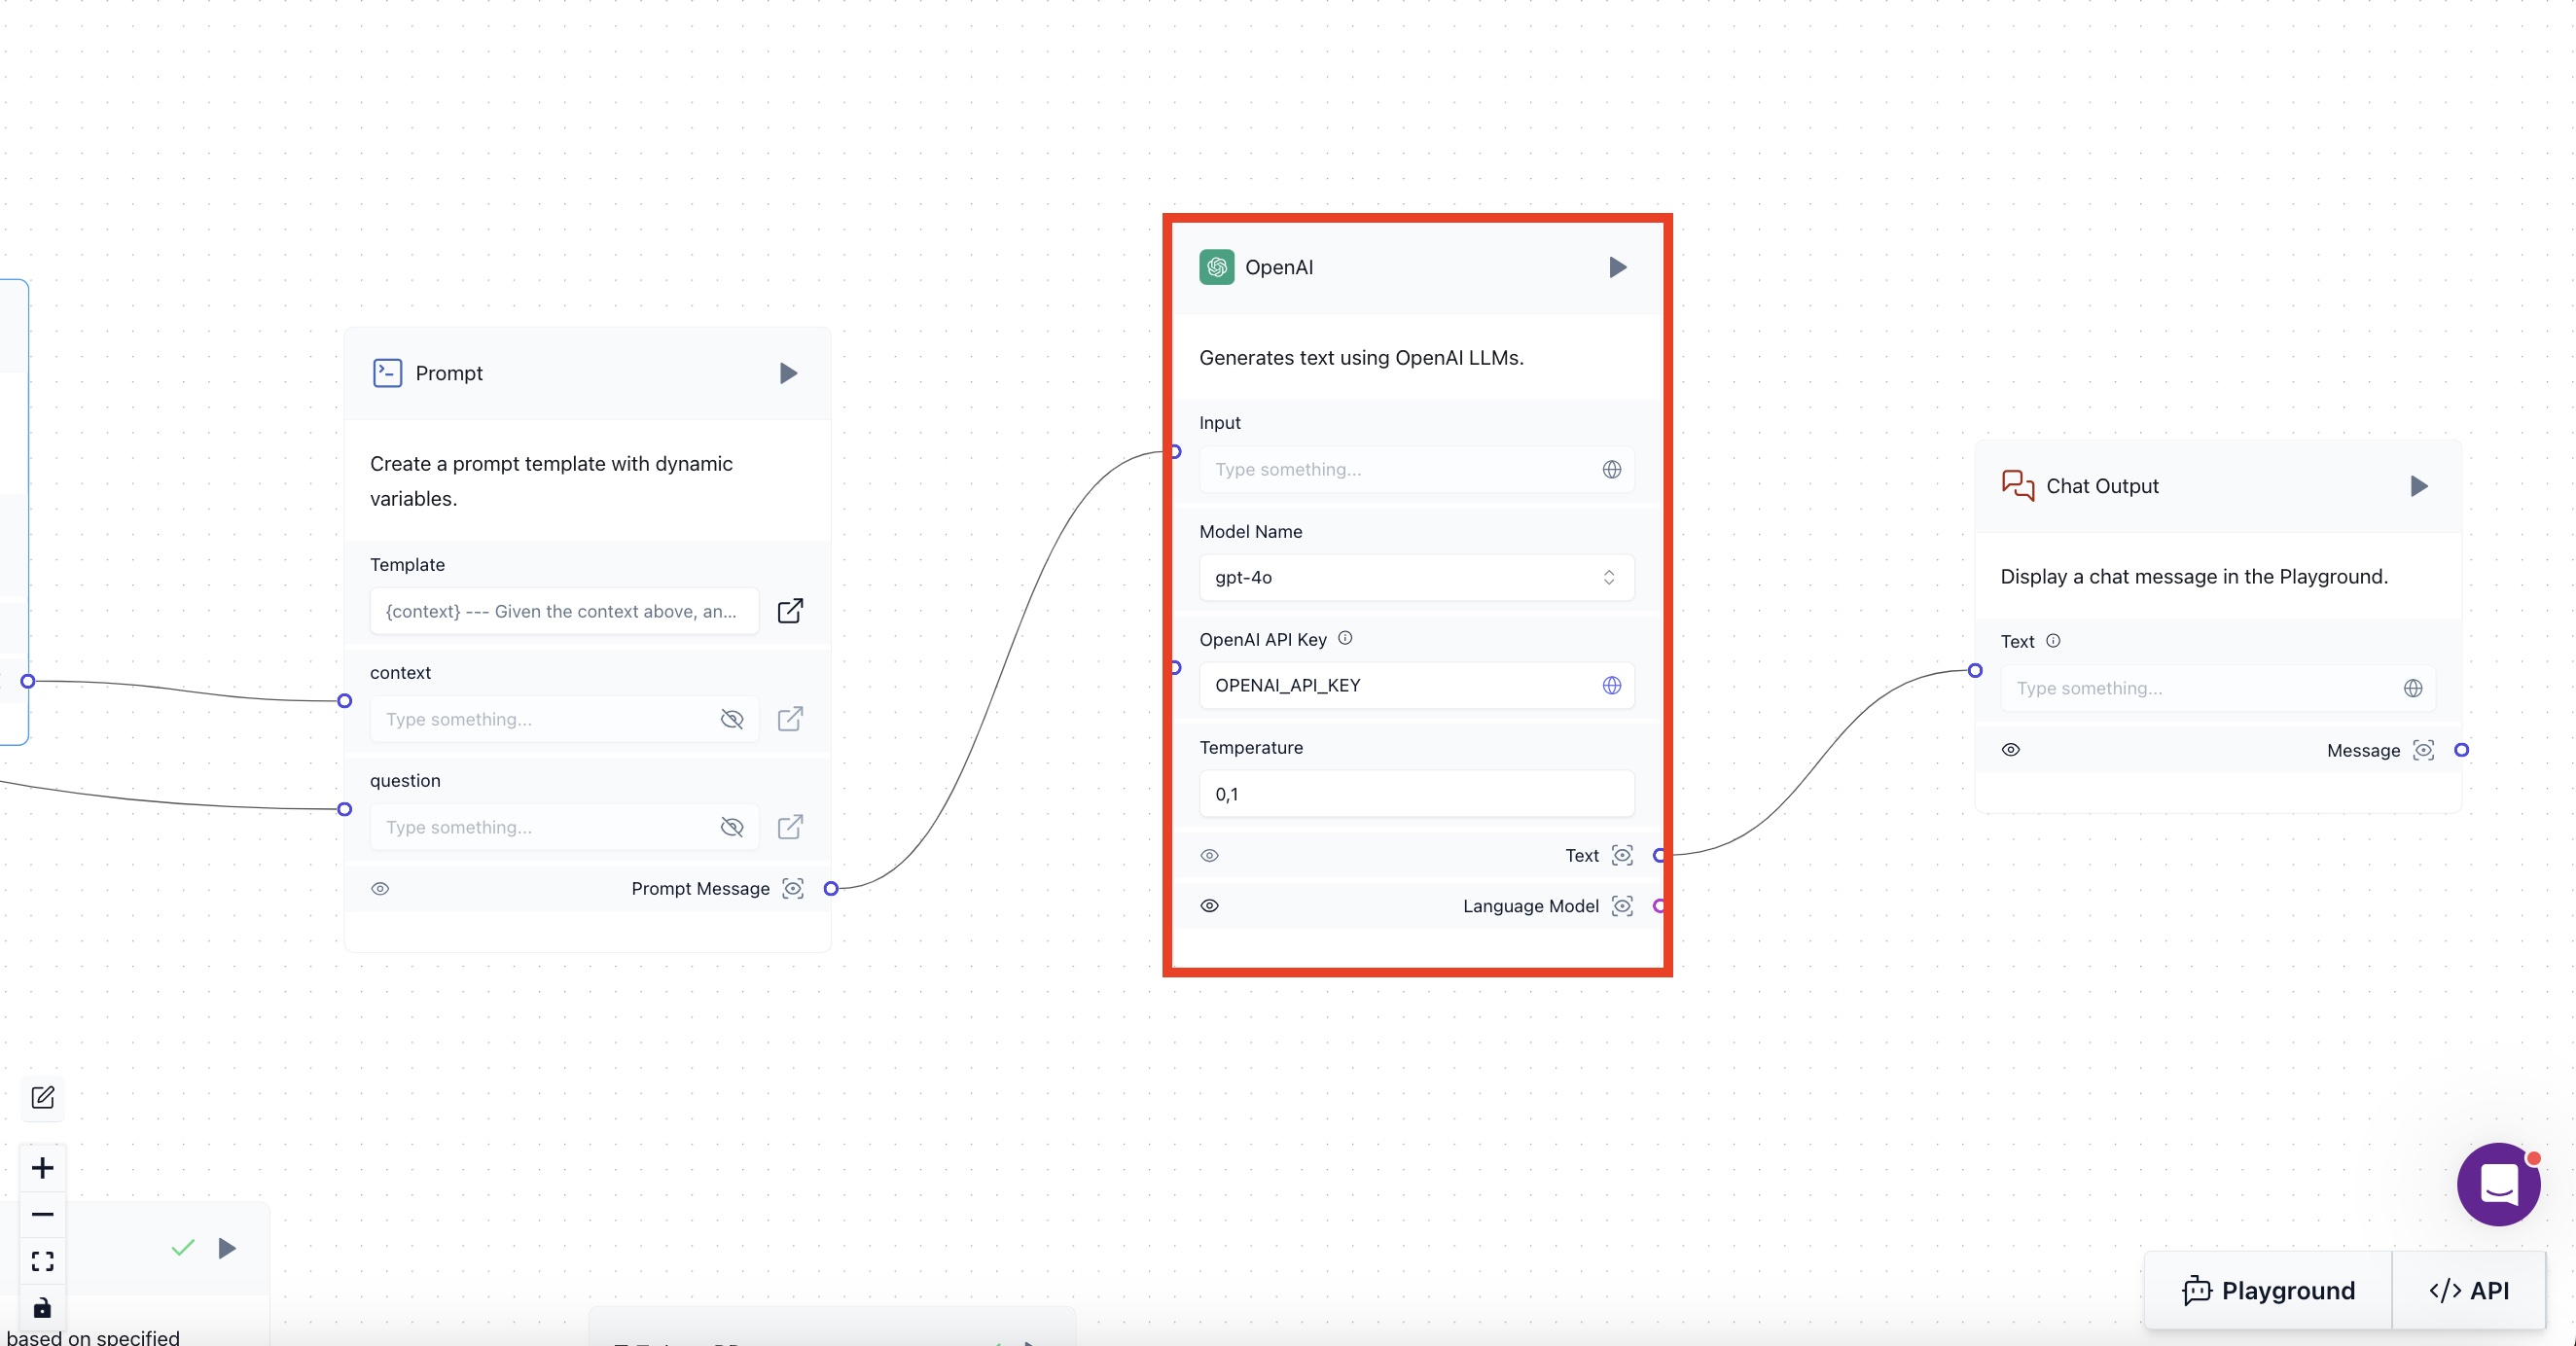 Prompt
Create a prompt template with dynamic
variables.
Template
{context} --- Given the context above, an...
context
Type something...
question
Type something...
Prompt Message
OpenAI
Generates text using OpenAI LLMs.
Input
Type something...
Model Name
gpt-4o
OpenAI API Key
OPENAI_API_KEY
Temperature
0,1
Text
Language Model
Chat Output
Display a chat message in the Playground.
Text
Type something...
Message
based on specified
Playground
</> API